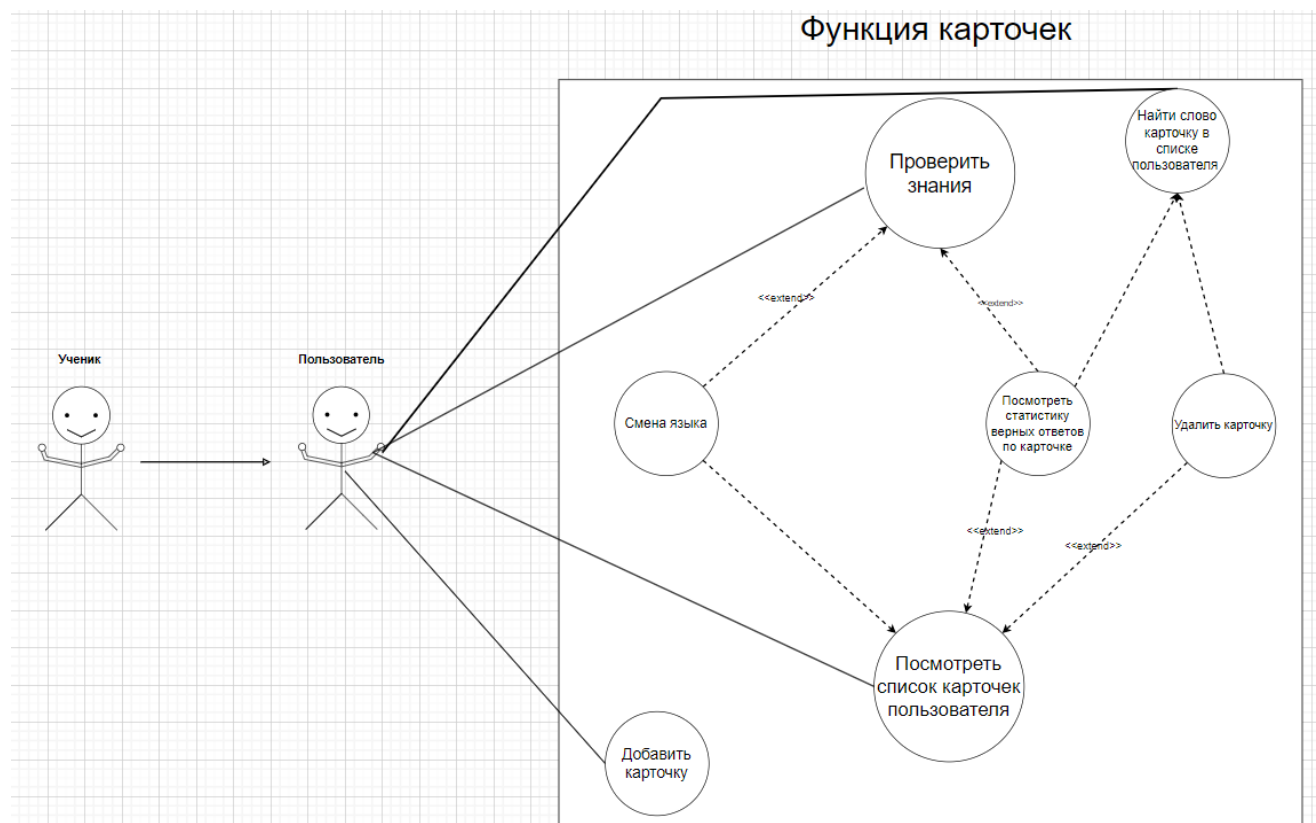 Функция карточек
Найти слово
карточку в
списке
пользователя
Проверить
знания
<<extend>>
<<extend>>
Ученик
Пользователь
Смена языка
Посмотреть
статистику
верных ответов
по карточке
Удалить карточку
<<extend>>
<<extend>>
Посмотреть
список карточек
пользователя
Добавить
карточку